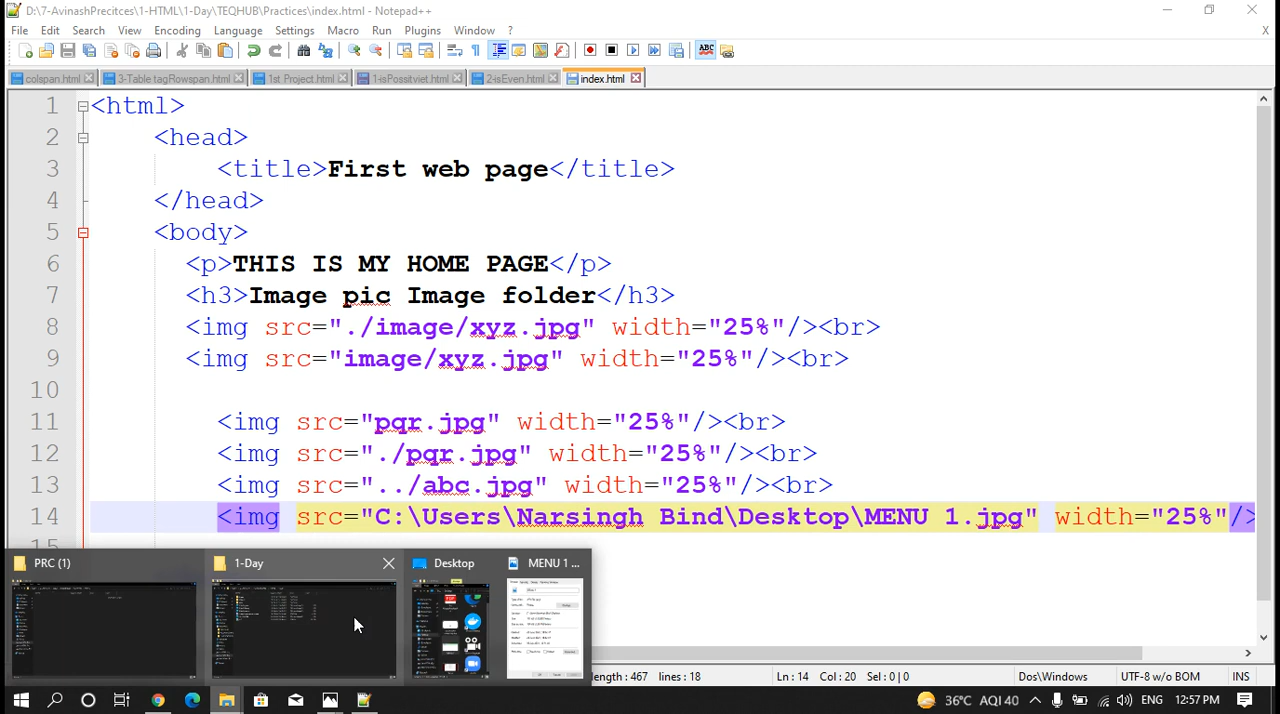 D:\7-AvinashPrecitces\1-HTML\1-Day\TEQHUB\Practices\index.html - Notepad++
File Edit Search View Encoding Language Settings Tools Macro Run Plugins Window ? X
colspan.html 3-Table tagRowspan.html 1st Project.html 1-isPossitviet.html 2-isEven.html index.html
1 <html>
2 <head>
3 <title>First web page</title>
4 </head>
5 <body>
6 <p>THIS IS MY HOME PAGE</p>
7 <h3>Image pic Image folder</h3>
8 <img src="./image/xyz.jpg" width="25%"/><br>
9 <img src="image/xyz.jpg" width="25%"/><br>
10
11 <img src="pqr.jpg" width="25%"/><br>
12 <img src="./pqr.jpg" width="25%"/><br>
13 <img src="../abc.jpg" width="25%"/><br>
14 <img src="C:\Users\Narsingh Bind\Desktop\MENU 1.jpg" width="25%"/>
PRC (1) 1-Day Desktop MENU 1 ...
length : 467 lines : 18 Ln : 14 Col : 20 Sel : 0 | 0 Dos\Windows UTF-8 w/o BOM INS
36°C AQI 40 ENG 12:57 PM